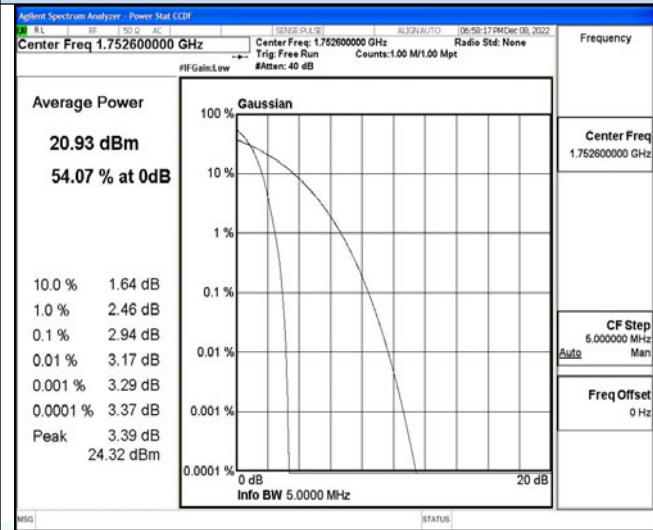 Agilent Spectrum Analyzer - Power Stat CCDF
RL RF 50 Ω AC SENSE:PULSE ALIGN AUTO 06:58:17 PM Dec 08, 2022
Center Freq 1.752600000 GHz
Center Freq: 1.752600000 GHz Radio Std: None
Trig: Free Run Counts:1.00 M/1.00 Mpt
#IFGain:Low #Atten: 40 dB
Frequency
Average Power
20.93 dBm
54.07 % at 0dB
10.0 % 1.64 dB
1.0 % 2.46 dB
0.1 % 2.94 dB
0.01 % 3.17 dB
0.001 % 3.29 dB
0.0001 % 3.37 dB
Peak 3.39 dB
24.32 dBm
Gaussian
100 %
10 %
1 %
0.1 %
0.01 %
0.001 %
0.0001 %
0 dB 20 dB
Info BW 5.0000 MHz
Center Freq
1.752600000 GHz
CF Step
5.000000 MHz
Auto Man
Freq Offset
0 Hz
MSG STATUS